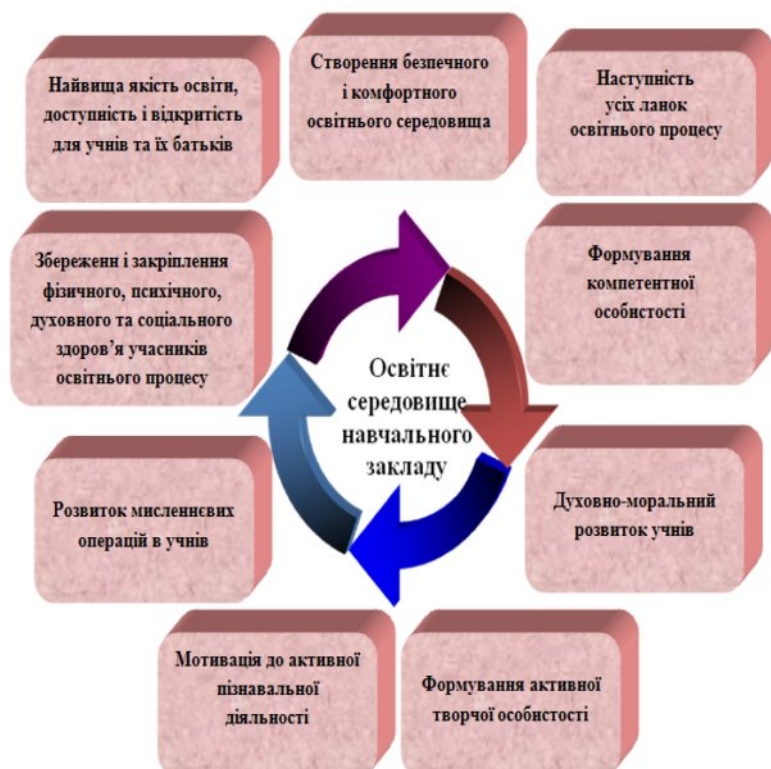 Найвища якість освіти,
доступність і відкритість
для учнів та їх батьків
Створення безпечного
і комфортного
освітнього середовища
Наступність
усіх ланок
освітнього процесу
Збереженн і закріплення
фізичного, психічного,
духовного та соціального
здоров’я учасників
освітнього процесу
Формування
компетентної
особистості
Освітнє
середовище
навчального
закладу
Розвиток мисленнєвих
операцій в учнів
Духовно-моральний
розвиток учнів
Мотивація до активної
пізнавальної
діяльності
Формування активної
творчої особистості